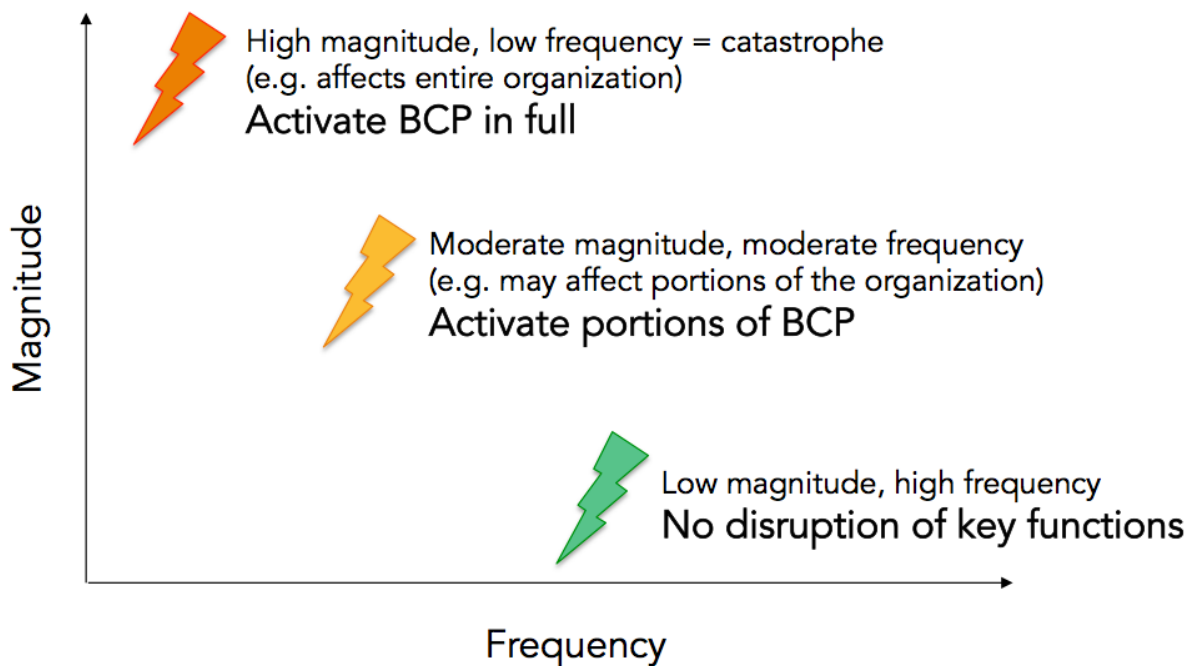 High magnitude, low frequency = catastrophe
(e.g. affects entire organization)
Activate BCP in full
Magnitude
Moderate magnitude, moderate frequency
(e.g. may affect portions of the organization)
Activate portions of BCP
Low magnitude, high frequency
No disruption of key functions
Frequency